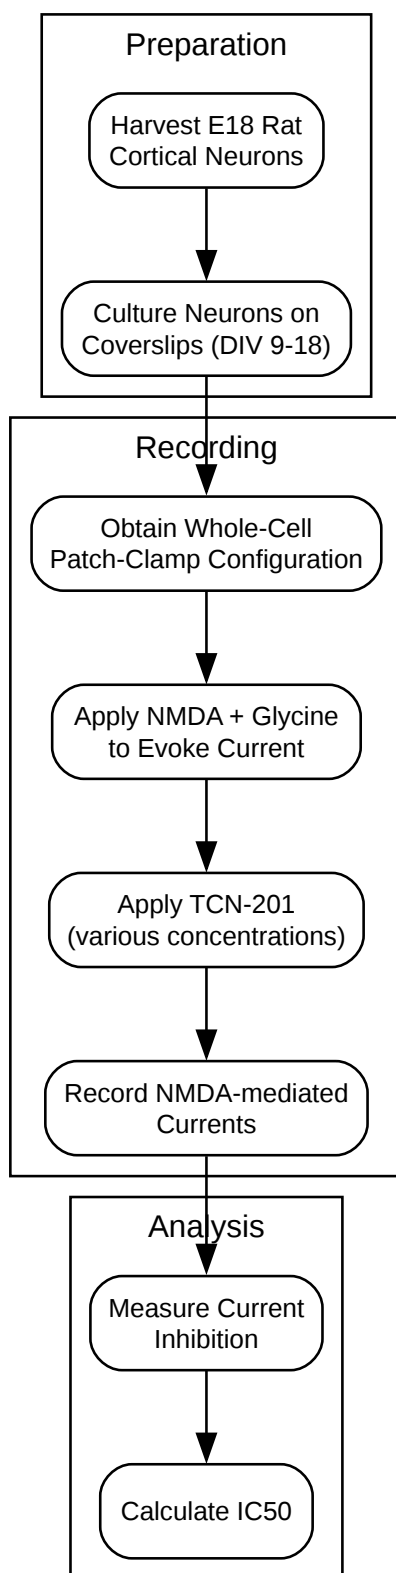 Preparation
Harvest E18 Rat
Cortical Neurons
Culture Neurons on
Coverslips (DIV 9-18)
Recording
Obtain Whole-Cell
Patch-Clamp Configuration
Apply NMDA + Glycine
to Evoke Current
Apply TCN-201
(various concentrations)
Record NMDA-mediated
Currents
Analysis
Measure Current
Inhibition
Calculate IC50